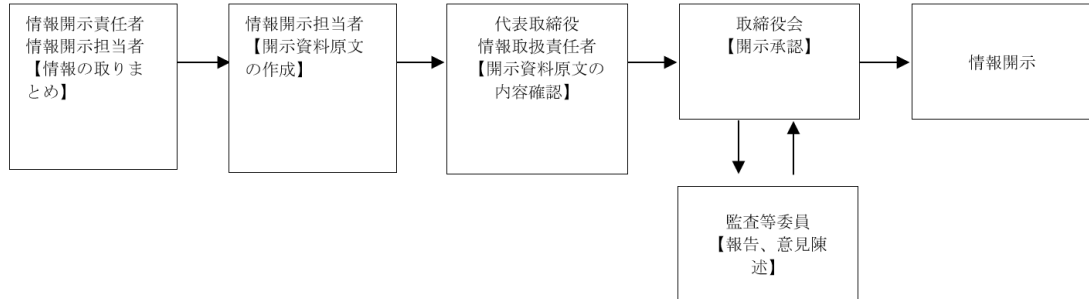 情報開示責任者
情報開示担当者
【情報の取りま
とめ】
情報開示担当者
【開示資料原文
の作成】
代表取締役
情報取扱責任者
【開示資料原文の
内容確認】
取締役会
【開示承認】
情報開示
監査等委員
【報告、意見陳
述】